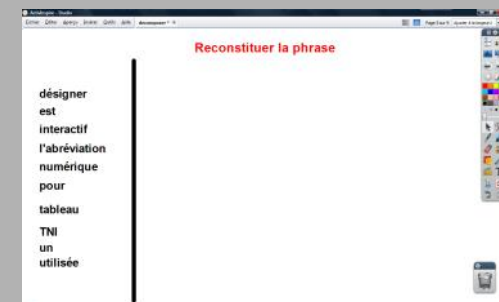 Reconstituer la phrase
désigner
est
interactif
l'abréviation
numérique
pour
tableau
TNI
un
utilisée